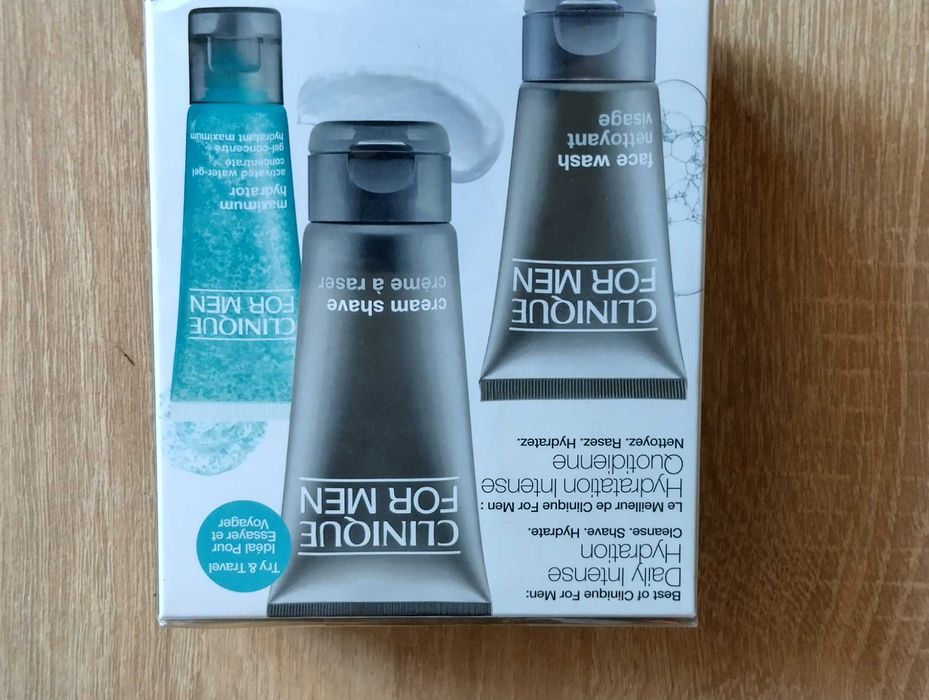 Best of Clinique For Men:
Daily Intense
Hydration
Cleanse. Shave. Hydrate.
Le Meilleur de Clinique For Men :
Hydratation Intense
Quotidienne
Nettoyez. Rasez. Hydratez.
CLINIQUE
FOR MEN
cream shave
crème à raser
Try & Travel
Idéal Pour
Essayer et
Voyager
CLINIQUE
FOR MEN
face wash
nettoyant
visage
CLINIQUE
FOR MEN
maximum
hydrator
activated water-gel
concentrate
gel-concentré
hydratant maximum